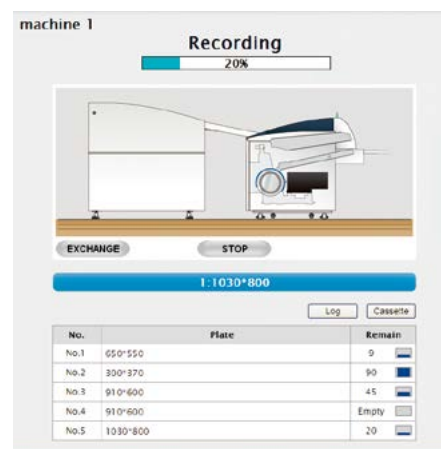 machine 1
Recording
20%
EXCHANGE STOP
1:1030*800
Log Cassette
No. Plate Remain
No.1 650*550 9
No.2 300*370 90
No.3 910*600 45
No.4 910*600 Empty
No.5 1030*800 20